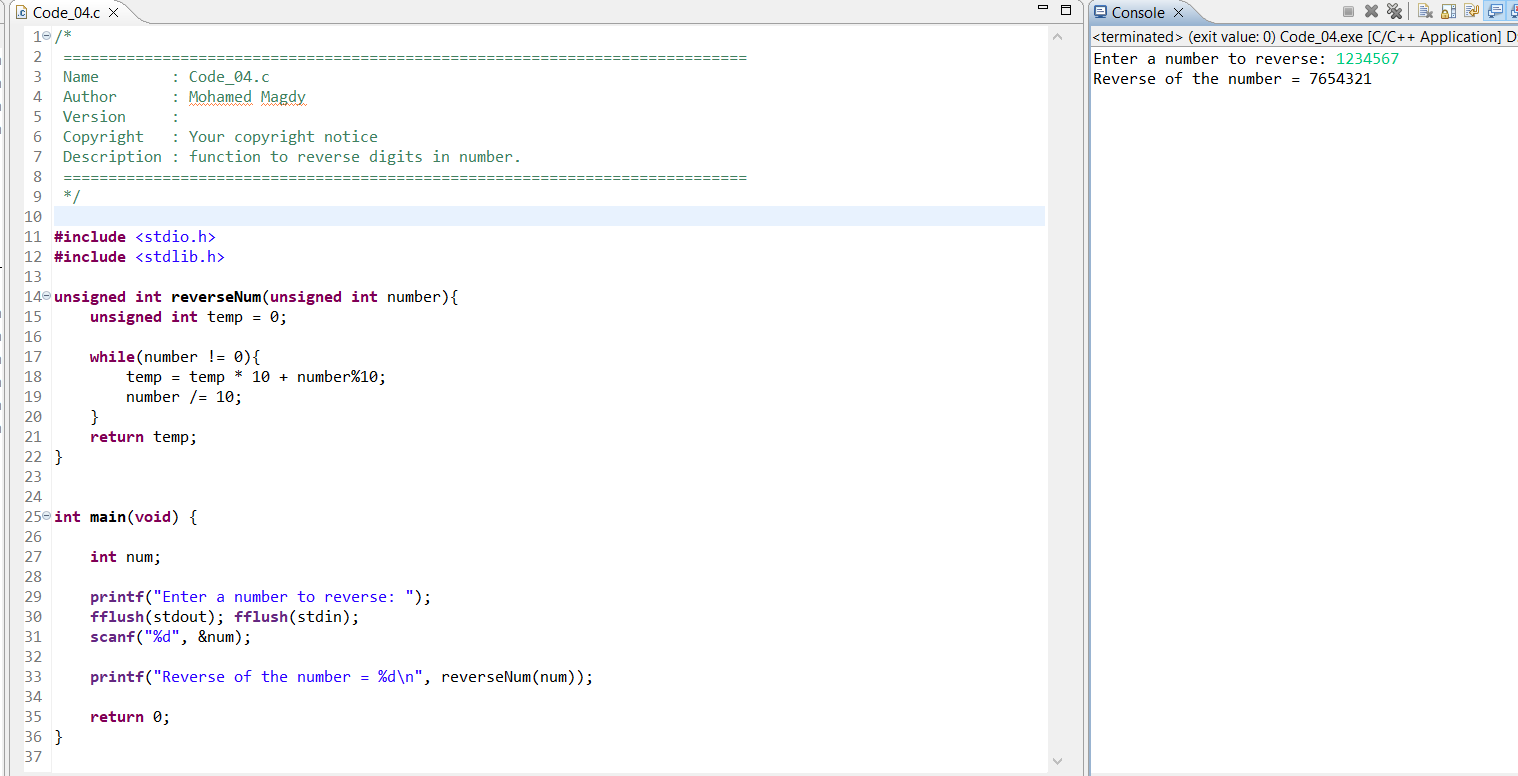 Code_04.c
1 /*
2 ============================================================================
3 Name        : Code_04.c
4 Author      : Mohamed Magdy
5 Version     :
6 Copyright   : Your copyright notice
7 Description : function to reverse digits in number.
8 ============================================================================
9 */
10
11 #include <stdio.h>
12 #include <stdlib.h>
13
14 unsigned int reverseNum(unsigned int number){
15     unsigned int temp = 0;
16
17     while(number != 0){
18         temp = temp * 10 + number%10;
19         number /= 10;
20     }
21     return temp;
22 }
23
24
25 int main(void) {
26
27     int num;
28
29     printf("Enter a number to reverse: ");
30     fflush(stdout); fflush(stdin);
31     scanf("%d", &num);
32
33     printf("Reverse of the number = %d\n", reverseNum(num));
34
35     return 0;
36 }
37
Console
<terminated> (exit value: 0) Code_04.exe [C/C++ Application] D:
Enter a number to reverse: 1234567
Reverse of the number = 7654321